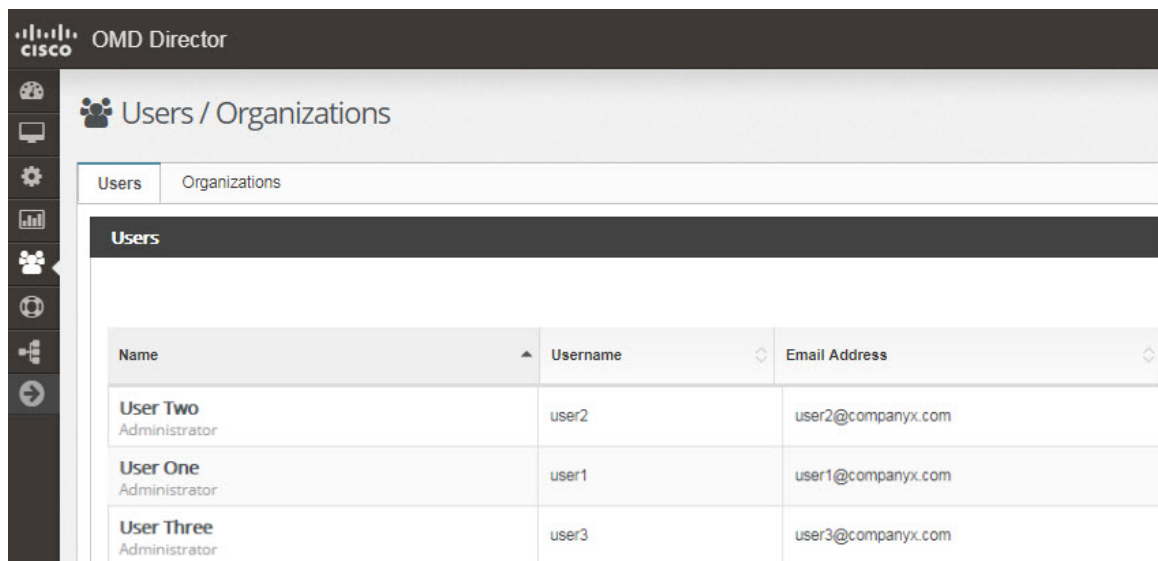 CISCO OMD Director
Users / Organizations
Users Organizations
Users
Name Username Email Address
User Two user2 user2@companyx.com
Administrator
User One user1 user1@companyx.com
Administrator
User Three user3 user3@companyx.com
Administrator